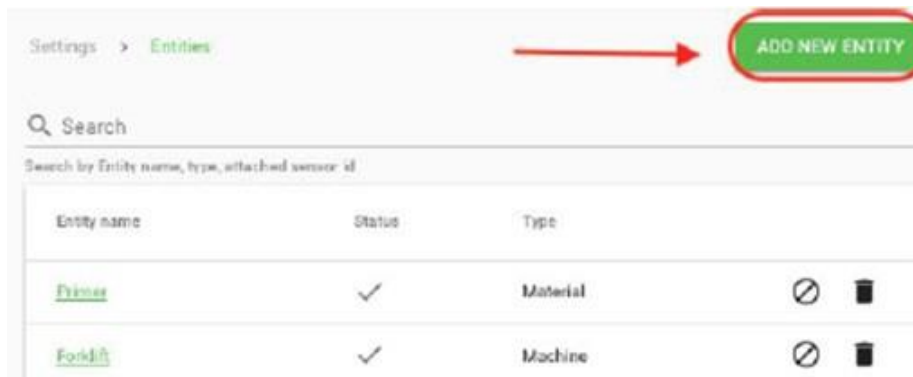 Settings > Entities
ADD NEW ENTITY
Search
Search by Entity name, type, attached sensor id
Entity name Status Type
Primer Material
Forklift Machine